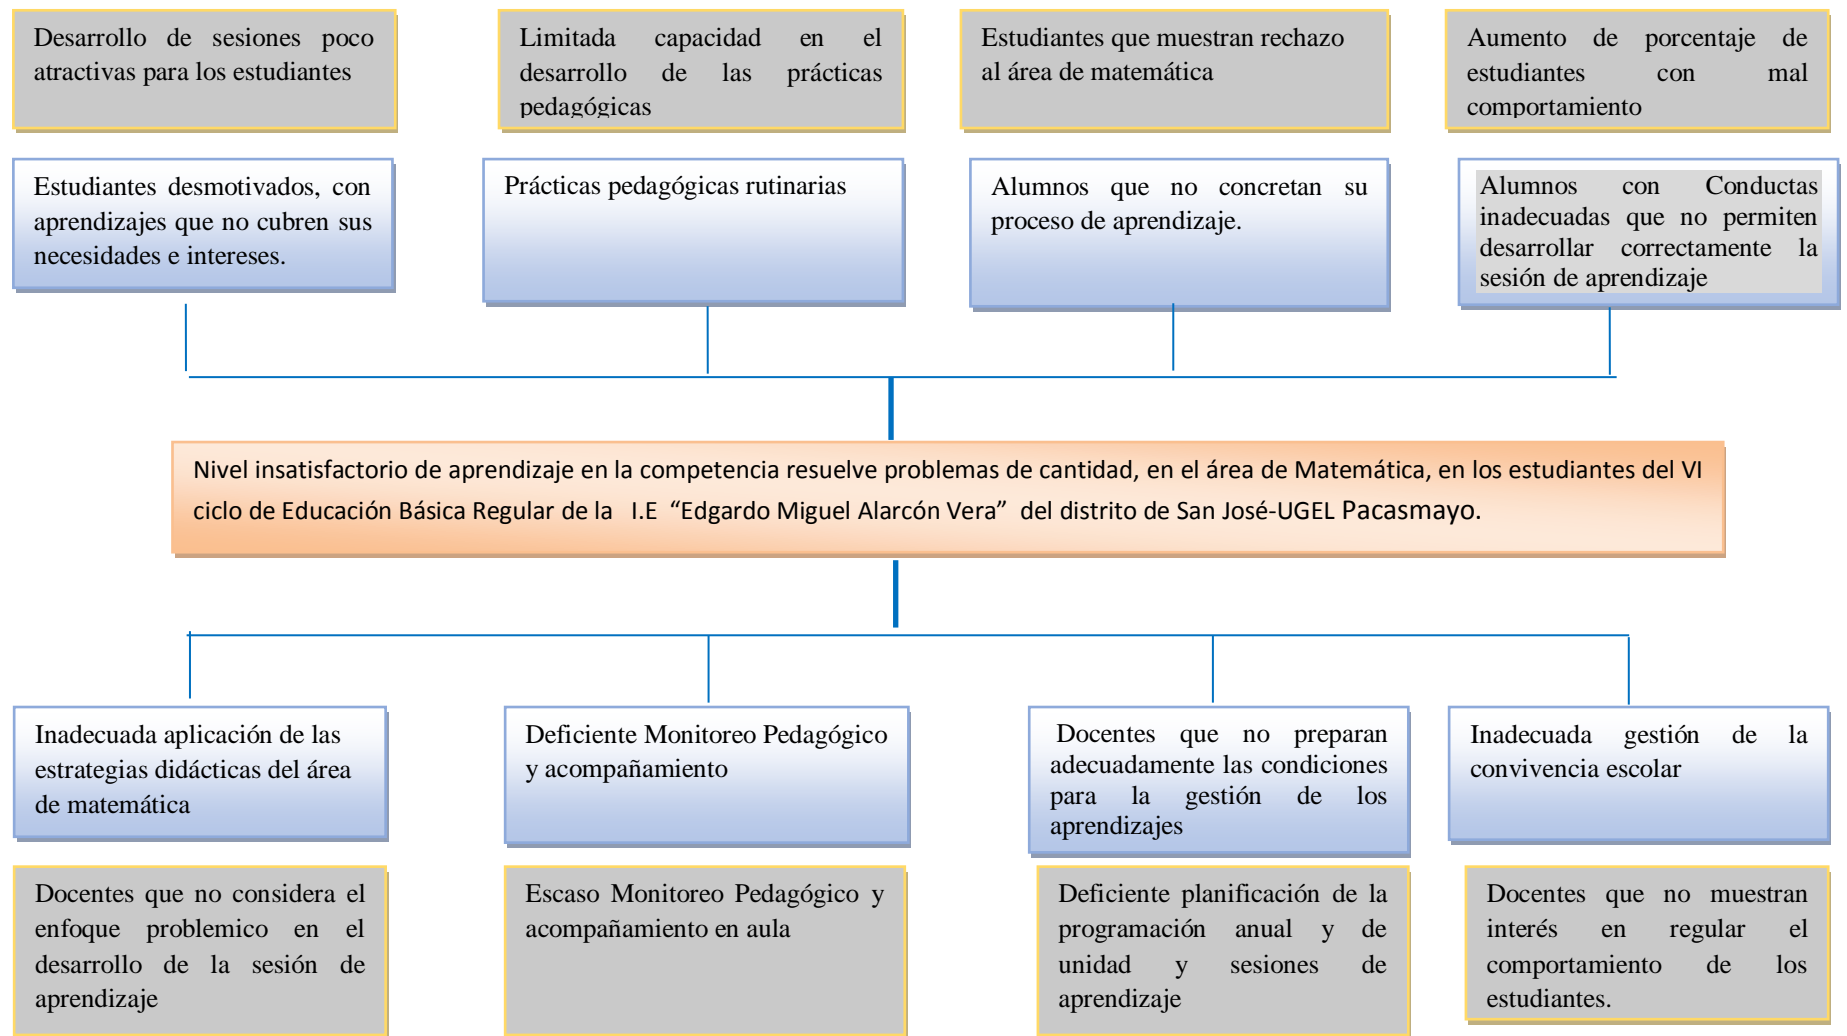 Desarrollo de sesiones poco
atractivas para los estudiantes
Limitada capacidad en el
desarrollo de las prácticas
pedagógicas
Estudiantes que muestran rechazo
al área de matemática
Aumento de porcentaje de
estudiantes con mal
comportamiento
Estudiantes desmotivados, con
aprendizajes que no cubren sus
necesidades e intereses.
Prácticas pedagógicas rutinarias
Alumnos que no concretan su
proceso de aprendizaje.
Alumnos con Conductas
inadecuadas que no permiten
desarrollar correctamente la
sesión de aprendizaje
Nivel insatisfactorio de aprendizaje en la competencia resuelve problemas de cantidad, en el área de Matemática, en los estudiantes del VI
ciclo de Educación Básica Regular de la I.E “Edgardo Miguel Alarcón Vera” del distrito de San José-UGEL Pacasmayo.
Inadecuada aplicación de las
estrategias didácticas del área
de matemática
Deficiente Monitoreo Pedagógico
y acompañamiento
Docentes que no preparan
adecuadamente las condiciones
para la gestión de los
aprendizajes
Inadecuada gestión de la
convivencia escolar
Docentes que no considera el
enfoque problemico en el
desarrollo de la sesión de
aprendizaje
Escaso Monitoreo Pedagógico y
acompañamiento en aula
Deficiente planificación de la
programación anual y de
unidad y sesiones de
aprendizaje
Docentes que no muestran
interés en regular el
comportamiento de los
estudiantes.